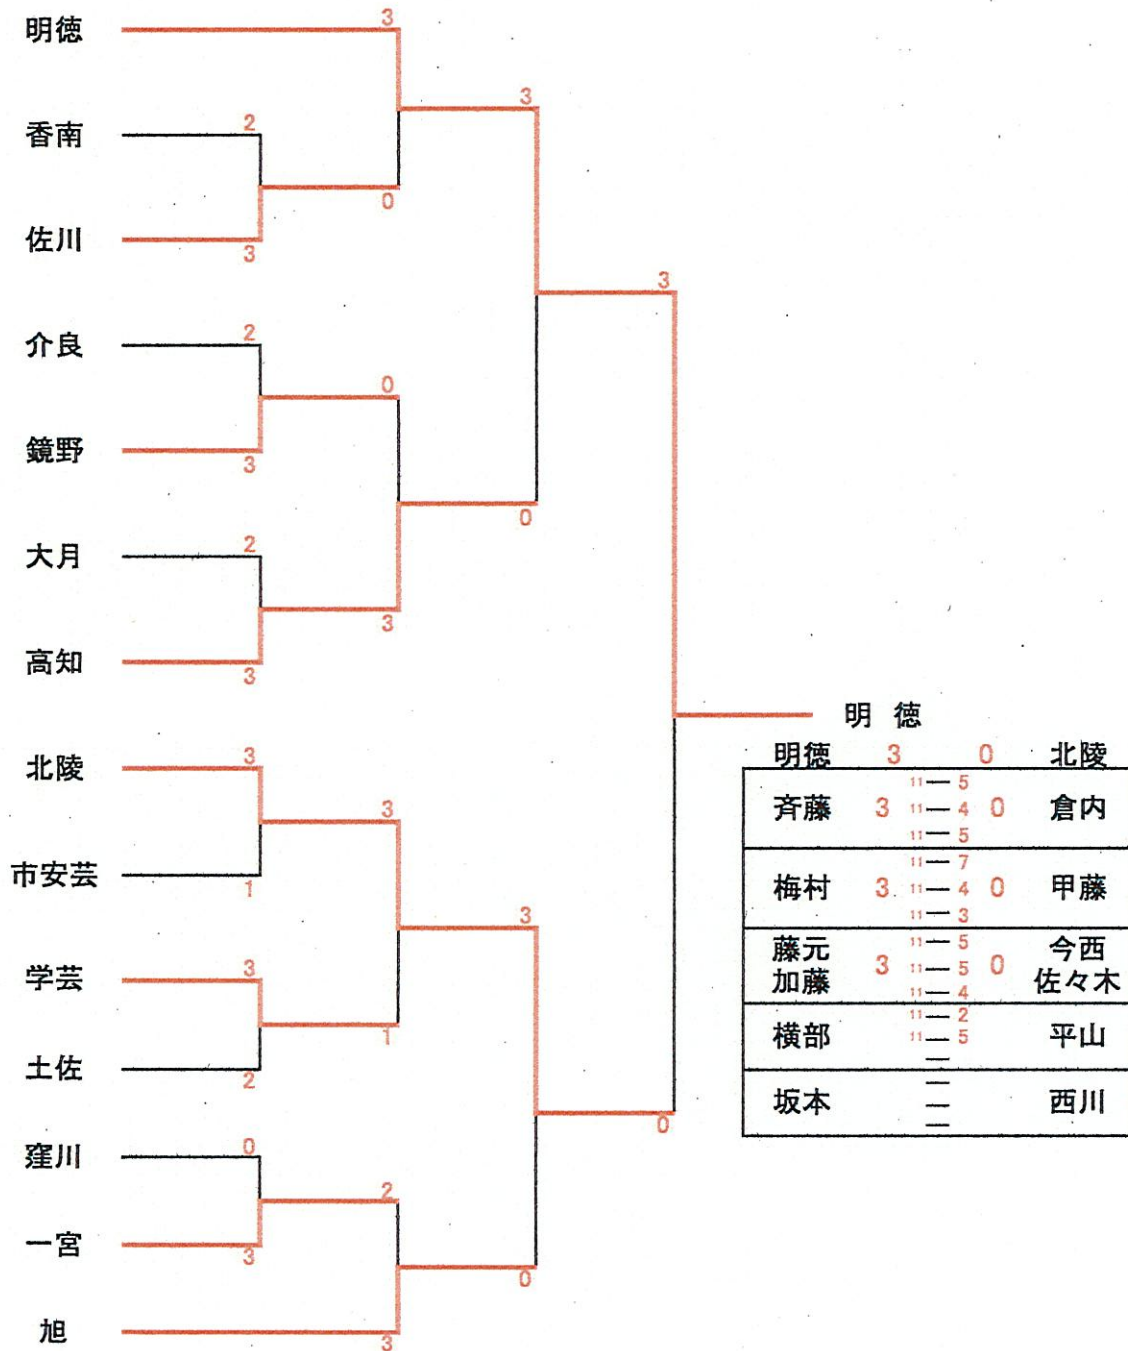 明徳
3
3
香南
2
0
佐川
3
3
介良
2
0
鏡野
3
0
大月
2
3
高知
3
明 徳
明徳 3 0 北陵
斉藤 3 11―5 11―4 11―5 0 倉内
梅村 3 11―7 11―4 11―3 0 甲藤
藤元 加藤 3 11―5 11―5 11―4 0 今西 佐々木
横部 11―2 11―5 ― 平山
坂本 ― ― ― 西川
北陵
3
3
市安芸
1
3
学芸
3
1
土佐
2
0
窪川
0
2
一宮
3
0
旭
3